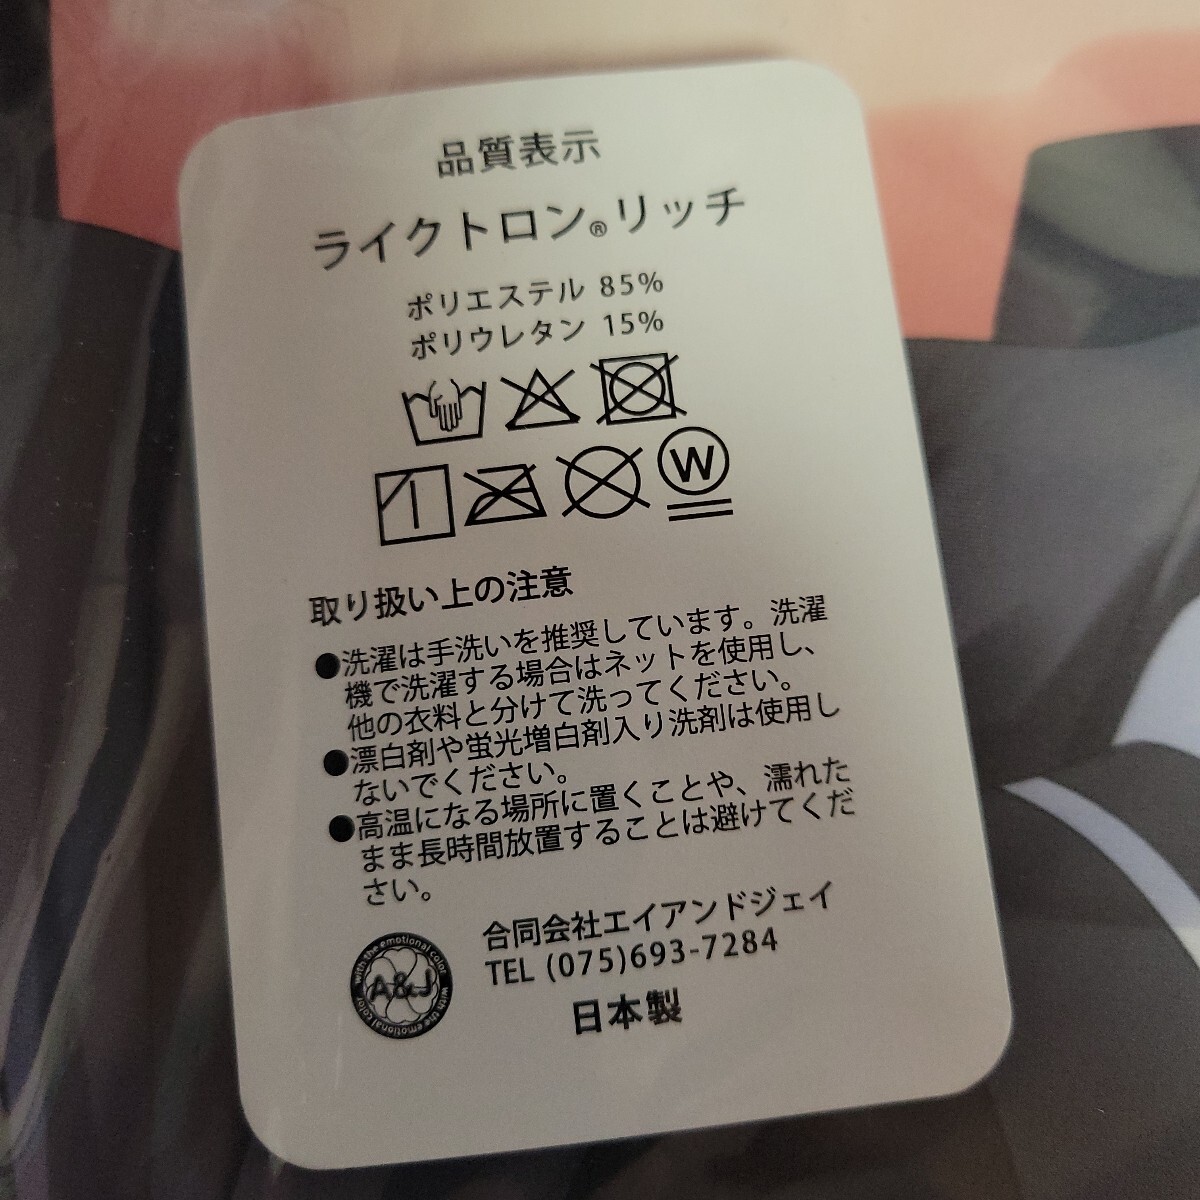 品質表示
ライクトロン®リッチ
ポリエステル 85%
ポリウレタン 15%
W
取り扱い上の注意
●洗濯は手洗いを推奨しています。洗濯
機で洗濯する場合はネットを使用し、
他の衣料と分けて洗ってください。
●漂白剤や蛍光増白剤入り洗剤は使用し
ないでください。
●高温になる場所に置くことや、濡れた
まま長時間放置することは避けてくだ
さい。
合同会社エイアンドジェイ
TEL (075)693-7284
日本製
with the emotional color
A&J
with the emotional color